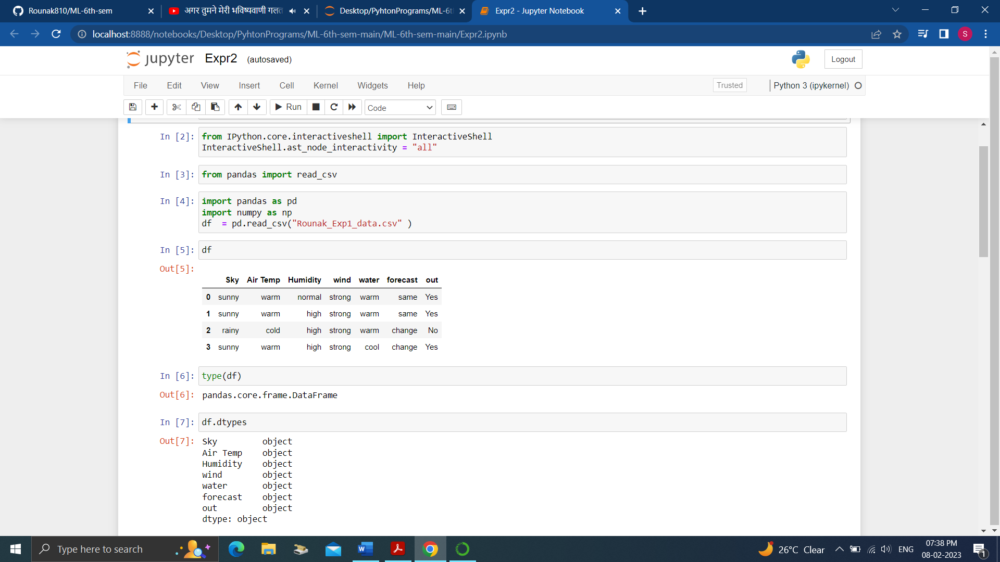 Rounak810/ML-6th-sem
अगर तुमने मेरी भविष्यवाणी गलत
Desktop/PyhtonPrograms/ML-6t
Expr2 - Jupyter Notebook
localhost:8888/notebooks/Desktop/PyhtonPrograms/ML-6th-sem-main/ML-6th-sem-main/Expr2.ipynb
S
jupyter Expr2 (autosaved)
Logout
File Edit View Insert Cell Kernel Widgets Help
Trusted
Python 3 (ipykernel)
Run
Code
In [2]: from IPython.core.interactiveshell import InteractiveShell
InteractiveShell.ast_node_interactivity = "all"
In [3]: from pandas import read_csv
In [4]: import pandas as pd
import numpy as np
df = pd.read_csv("Rounak_Exp1_data.csv" )
In [5]: df
Out[5]:
Sky Air Temp Humidity wind water forecast out
0 sunny warm normal strong warm same Yes
1 sunny warm high strong warm same Yes
2 rainy cold high strong warm change No
3 sunny warm high strong cool change Yes
In [6]: type(df)
Out[6]: pandas.core.frame.DataFrame
In [7]: df.dtypes
Out[7]: Sky object
Air Temp object
Humidity object
wind object
water object
forecast object
out object
dtype: object
Type here to search
26°C Clear
ENG
07:38 PM
08-02-2023
1